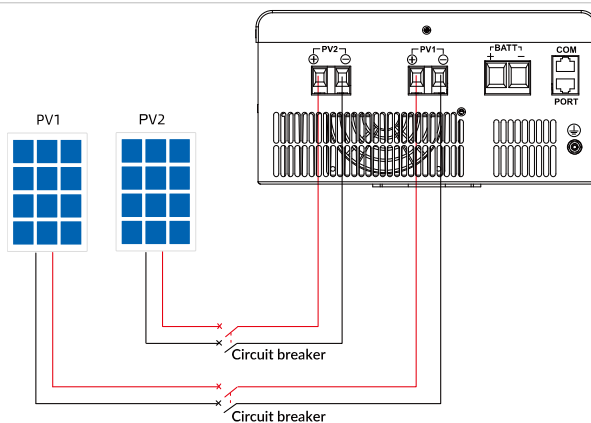 PV2
PV1
BATT
COM
+ −
+ −
+ −
PORT
PV1
PV2
Circuit breaker
Circuit breaker